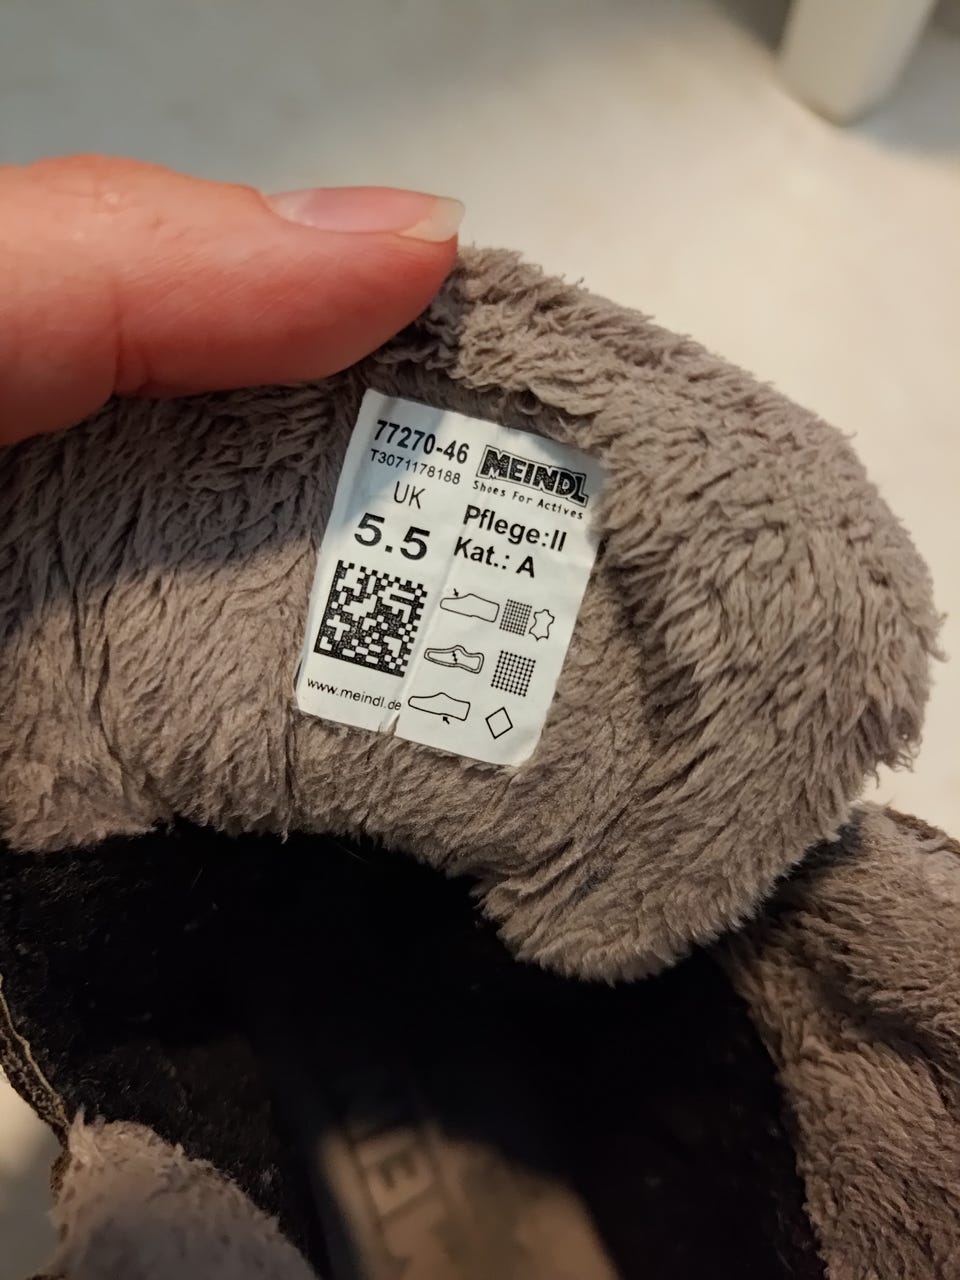 77270-46
T3071178188
MEINDL
Shoes For Actives
UK
5.5
Pflege:II
Kat.: A
www.meindl.de